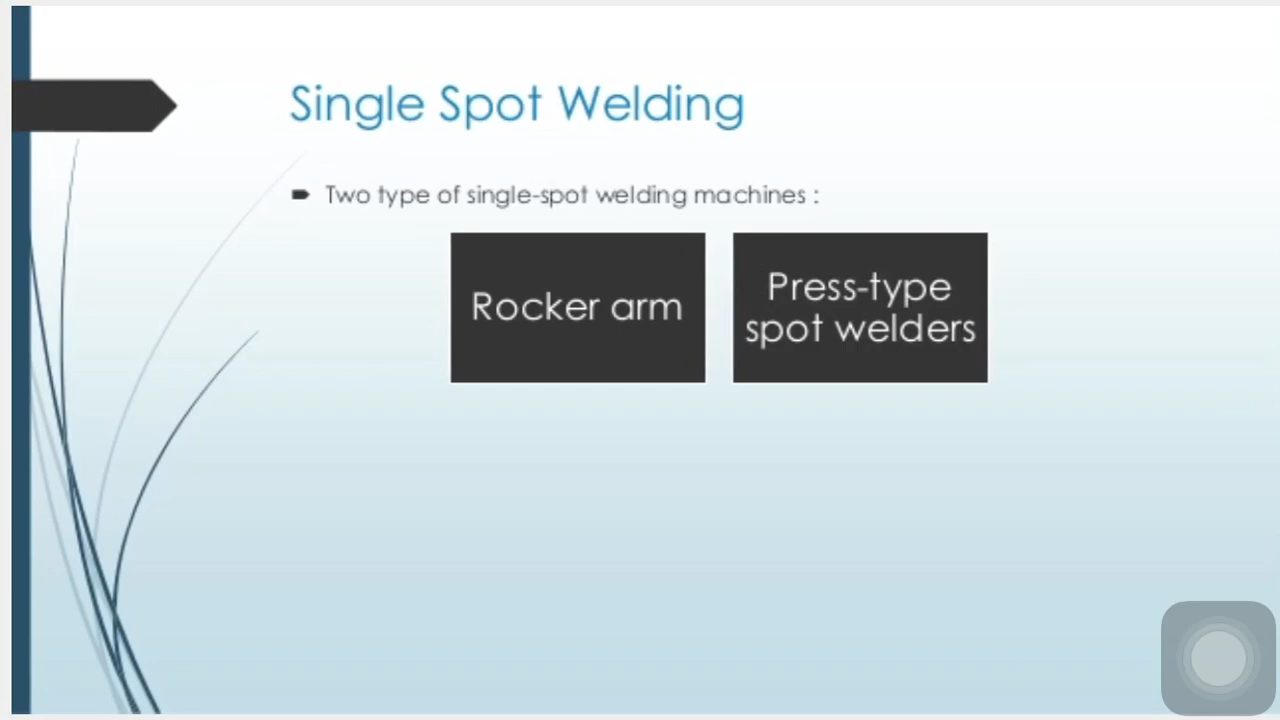 Single Spot Welding
Two type of single-spot welding machines :
Rocker arm
Press-type
spot welders